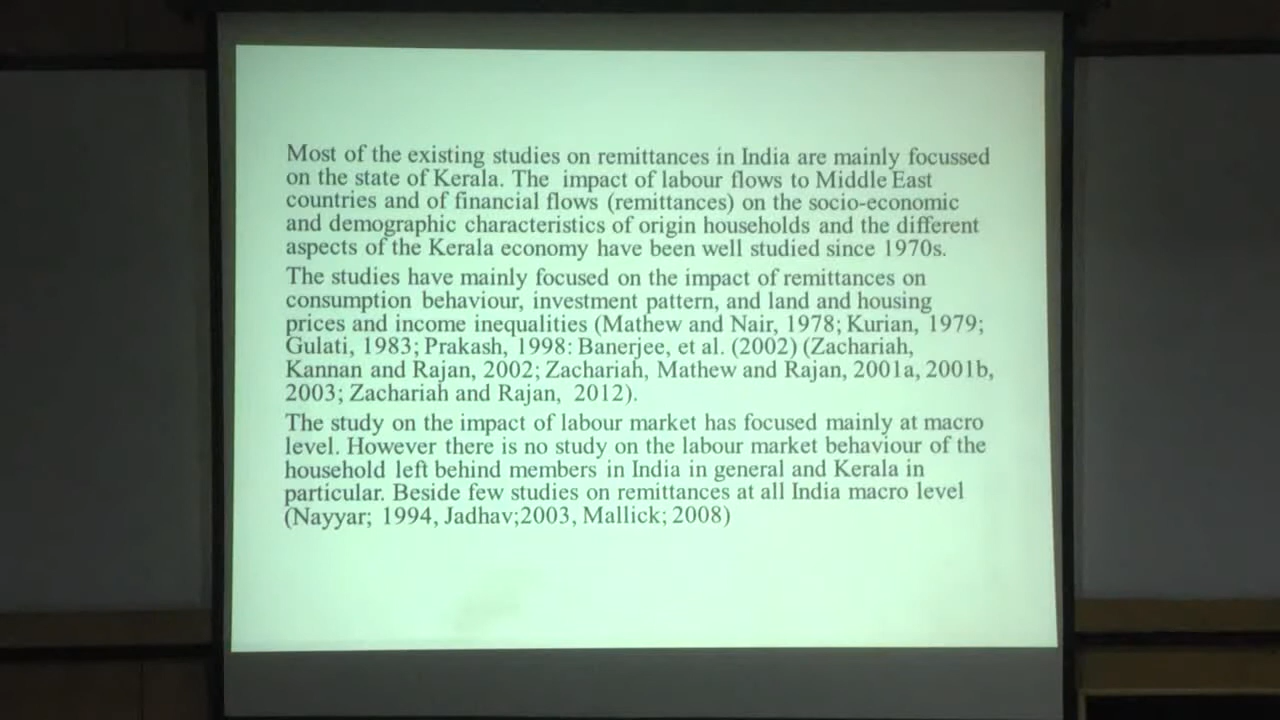 Most of the existing studies on remittances in India are mainly focussed
on the state of Kerala. The impact of labour flows to Middle East
countries and of financial flows (remittances) on the socio-economic
and demographic characteristics of origin households and the different
aspects of the Kerala economy have been well studied since 1970s.
The studies have mainly focused on the impact of remittances on
consumption behaviour, investment pattern, and land and housing
prices and income inequalities (Mathew and Nair, 1978; Kurian, 1979;
Gulati, 1983; Prakash, 1998: Banerjee, et al. (2002) (Zachariah,
Kannan and Rajan, 2002; Zachariah, Mathew and Rajan, 2001a, 2001b,
2003; Zachariah and Rajan, 2012).
The study on the impact of labour market has focused mainly at macro
level. However there is no study on the labour market behaviour of the
household left behind members in India in general and Kerala in
particular. Beside few studies on remittances at all India macro level
(Nayyar; 1994, Jadhav;2003, Mallick; 2008)